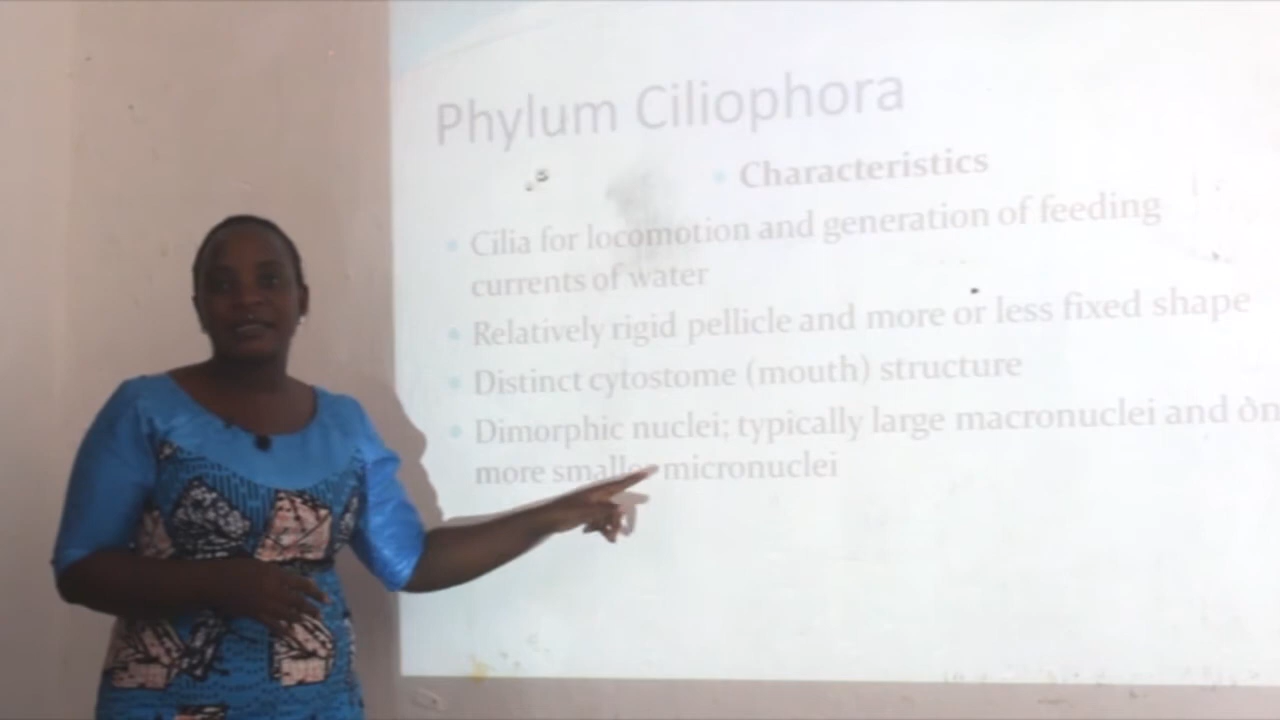 Phylum Ciliophora
• Characteristics
• Cilia for locomotion and generation of feeding
currents of water
• Relatively rigid pellicle and more or less fixed shape
• Distinct cytostome (mouth) structure
• Dimorphic nuclei; typically large macronuclei and
more smaller micronuclei